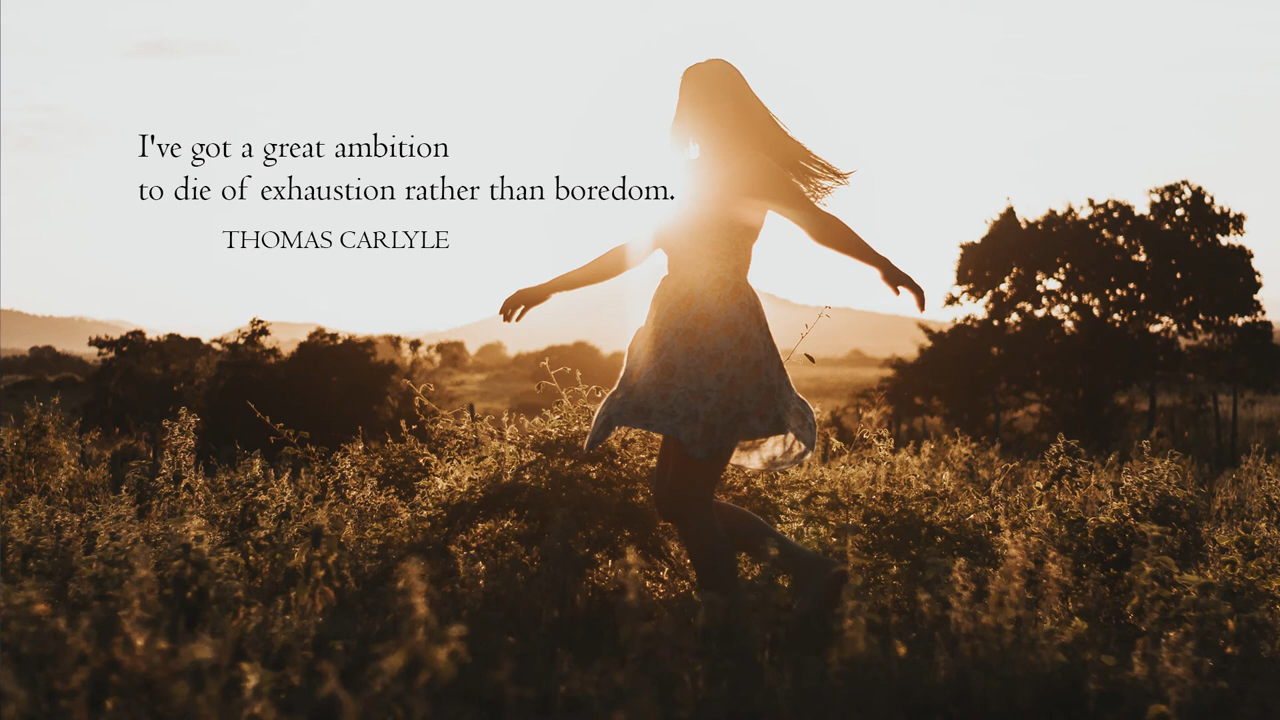 I've got a great ambition
to die of exhaustion rather than boredom.
THOMAS CARLYLE